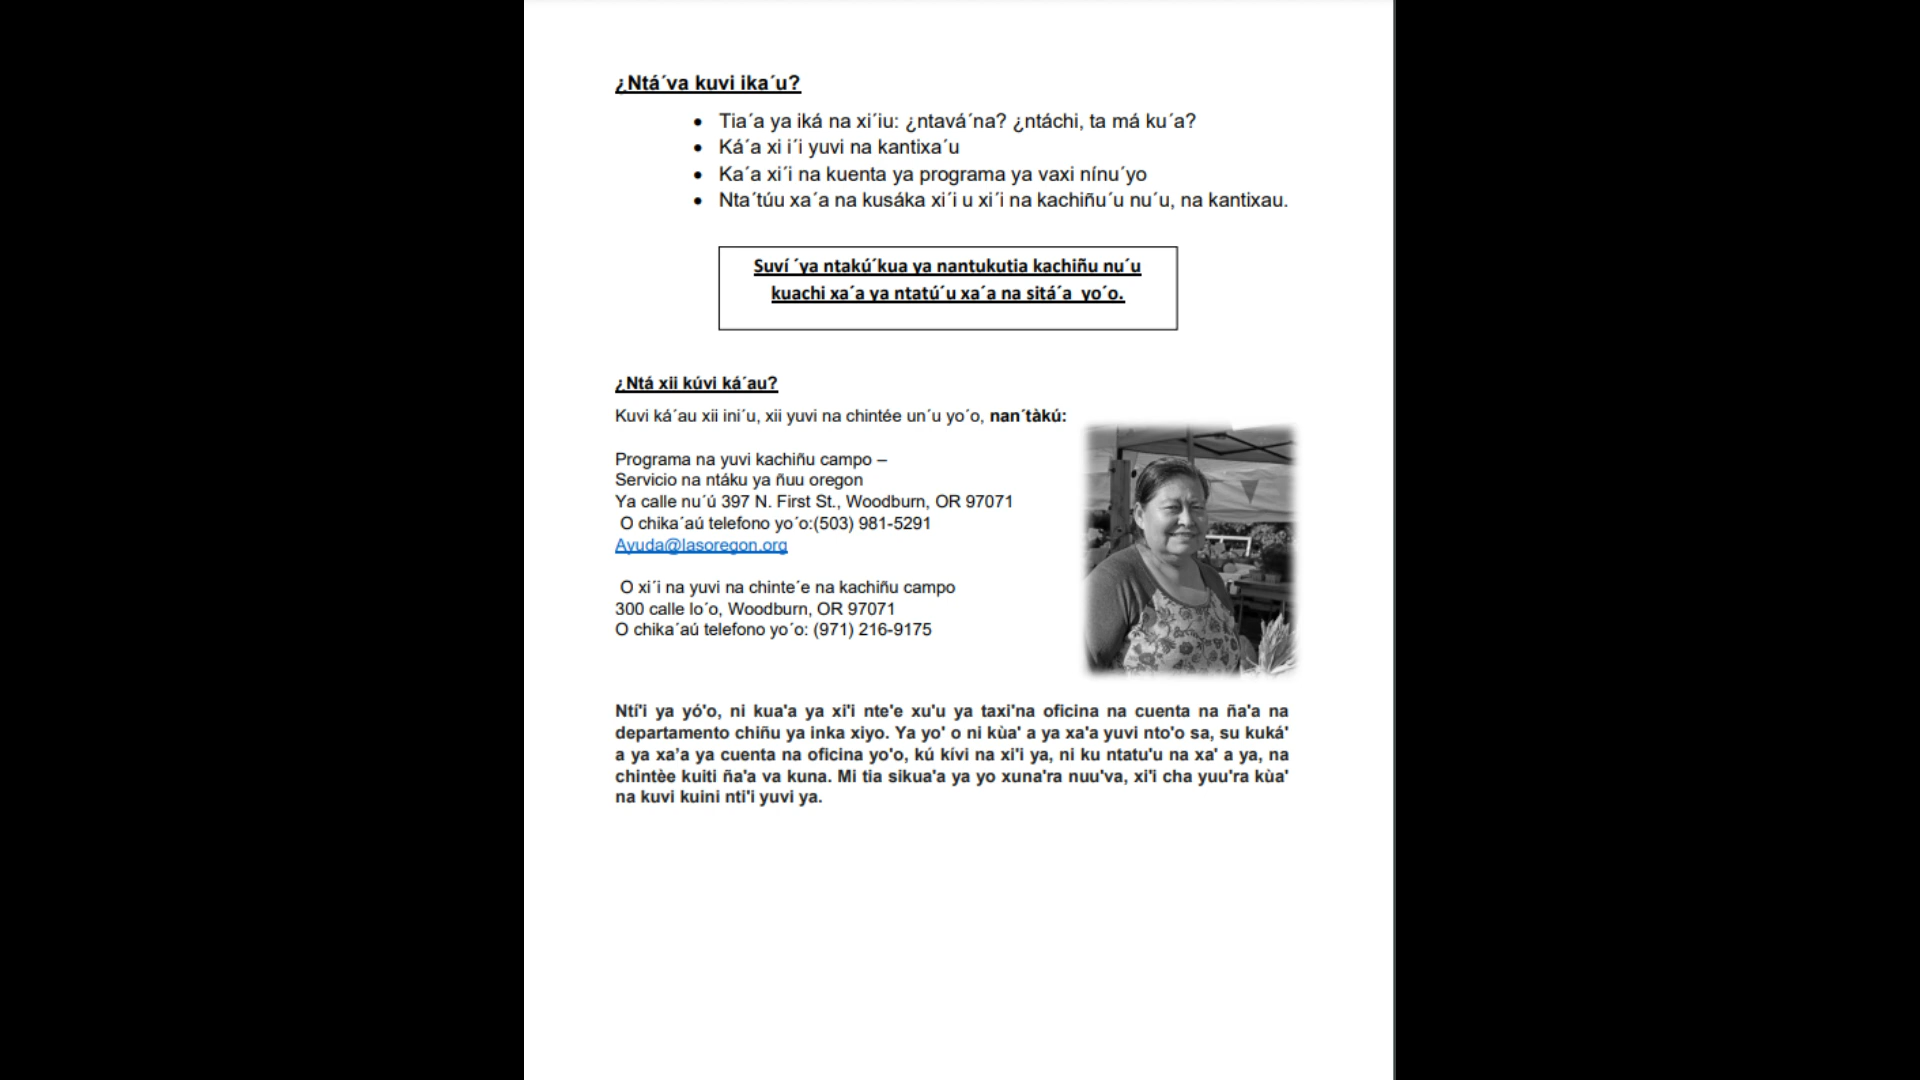 ¿Ntá´va kuvi ika´u?
• Tia´a ya iká na xi´iu: ¿ntavá´na? ¿ntáchi, ta má ku´a?
• Ká´a xi i´i yuvi na kantixa´u
• Ka´a xi´i na kuenta ya programa ya vaxi nínu´yo
• Nta´túu xa´a na kusáka xi´i u xi´i na kachiñu´u nu´u, na kantixau.
Suví ´ya ntakú´kua ya nantukutia kachiñu nu´u
kuachi xa´a ya ntatú´u xa´a na sitá´a  yo´o.
¿Ntá xii kúvi ká´au?
Kuvi ká´au xii ini´u, xii yuvi na chintée un´u yo´o, nan´tàkú:
Programa na yuvi kachiñu campo –
Servicio na ntáku ya ñuu oregon
Ya calle nu´ú 397 N. First St., Woodburn, OR 97071
O chika´aú telefono yo´o:(503) 981-5291
Ayuda@lasoregon.org
O xi´i na yuvi na chinte´e na kachiñu campo
300 calle lo´o, Woodburn, OR 97071
O chika´aú telefono yo´o: (971) 216-9175
Ntí'i ya yó'o, ni kua'a ya xi'i nte'e xu'u ya taxi'na oficina na cuenta na ña'a na
departamento chiñu ya inka xiyo. Ya yo' o ni kùa' a ya xa'a yuvi nto'o sa, su kuká'
a ya xa’a ya cuenta na oficina yo'o, kú kívi na xi'i ya, ni ku ntatu'u na xa' a ya, na
chintèe kuiti ña'a va kuna. Mi tia sikua'a ya yo xuna'ra nuu'va, xi'i cha yuu'ra kùa'
na kuvi kuini nti'i yuvi ya.